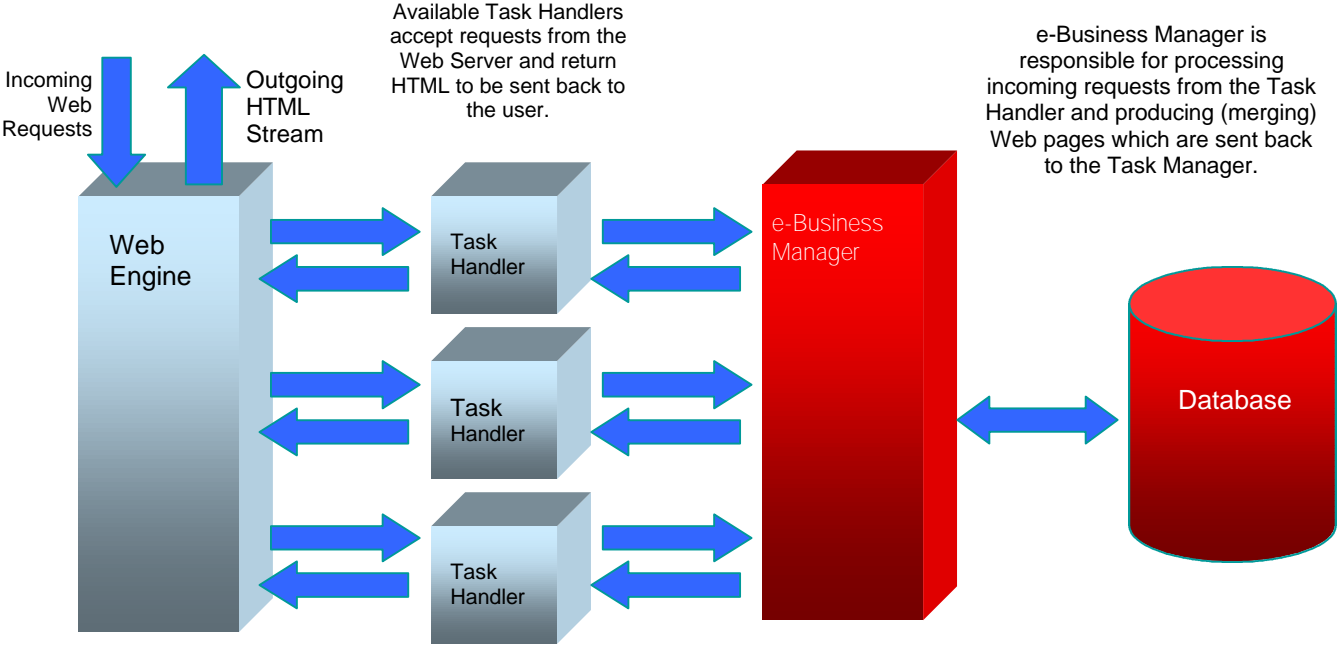 Incoming
Web
Requests
Outgoing
HTML
Stream
Available Task Handlers
accept requests from the
Web Server and return
HTML to be sent back to
the user.
e-Business Manager is
responsible for processing
incoming requests from the Task
Handler and producing (merging)
Web pages which are sent back
to the Task Manager.
Web
Engine
Task
Handler
e-Business
Manager
Task
Handler
Database
Task
Handler